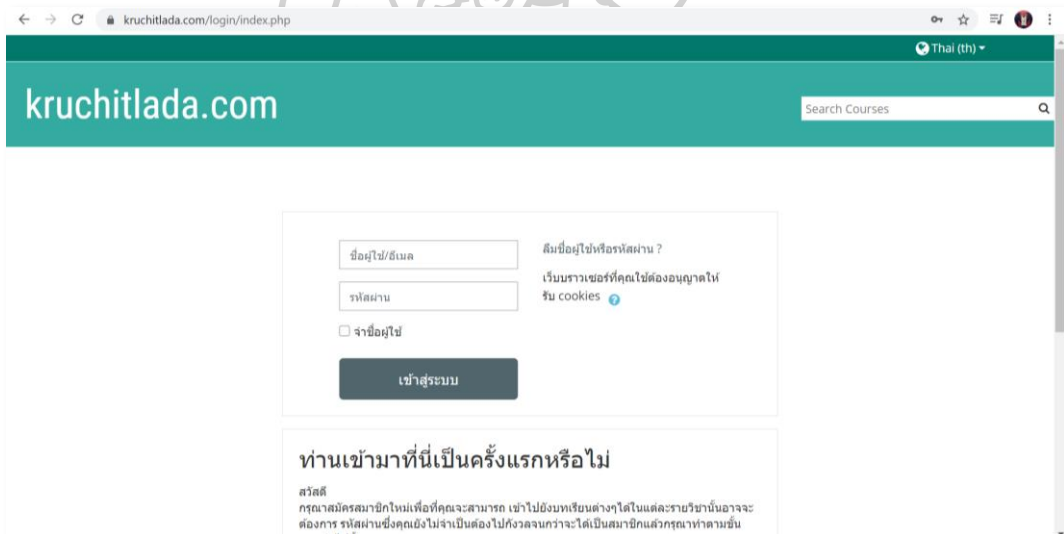 kruchitlada.com/login/index.php
Thai (th)
kruchitlada.com
Search Courses
ชื่อผู้ใช้/อีเมล
ลืมชื่อผู้ใช้หรือรหัสผ่าน ?
รหัสผ่าน
เว็บบราวเซอร์ที่คุณใช้ต้องอนุญาตให้
รับ cookies
จำชื่อผู้ใช้
เข้าสู่ระบบ
ท่านเข้ามาที่นี่เป็นครั้งแรกหรือไม่
สวัสดี
กรุณาสมัครสมาชิกใหม่เพื่อที่คุณจะสามารถ เข้าไปยังบทเรียนต่างๆได้ในแต่ละรายวิชานั้นอาจจะ
ต้องการ รหัสผ่านซึ่งคุณยังไม่จำเป็นต้องไปกังวลจนกว่าจะได้เป็นสมาชิกแล้วกรุณาทำตามขั้น